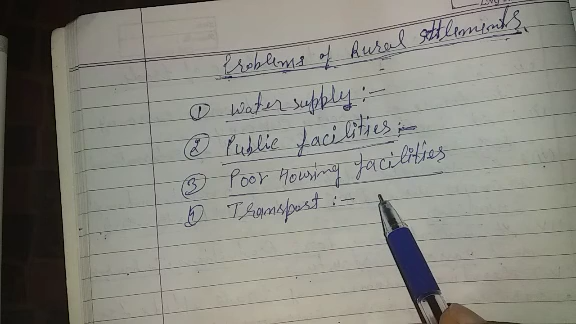 Problems of Rural settlements
① Water supply :-
② Public facilities :-
③ Poor Housing facilities
④ Transport :-